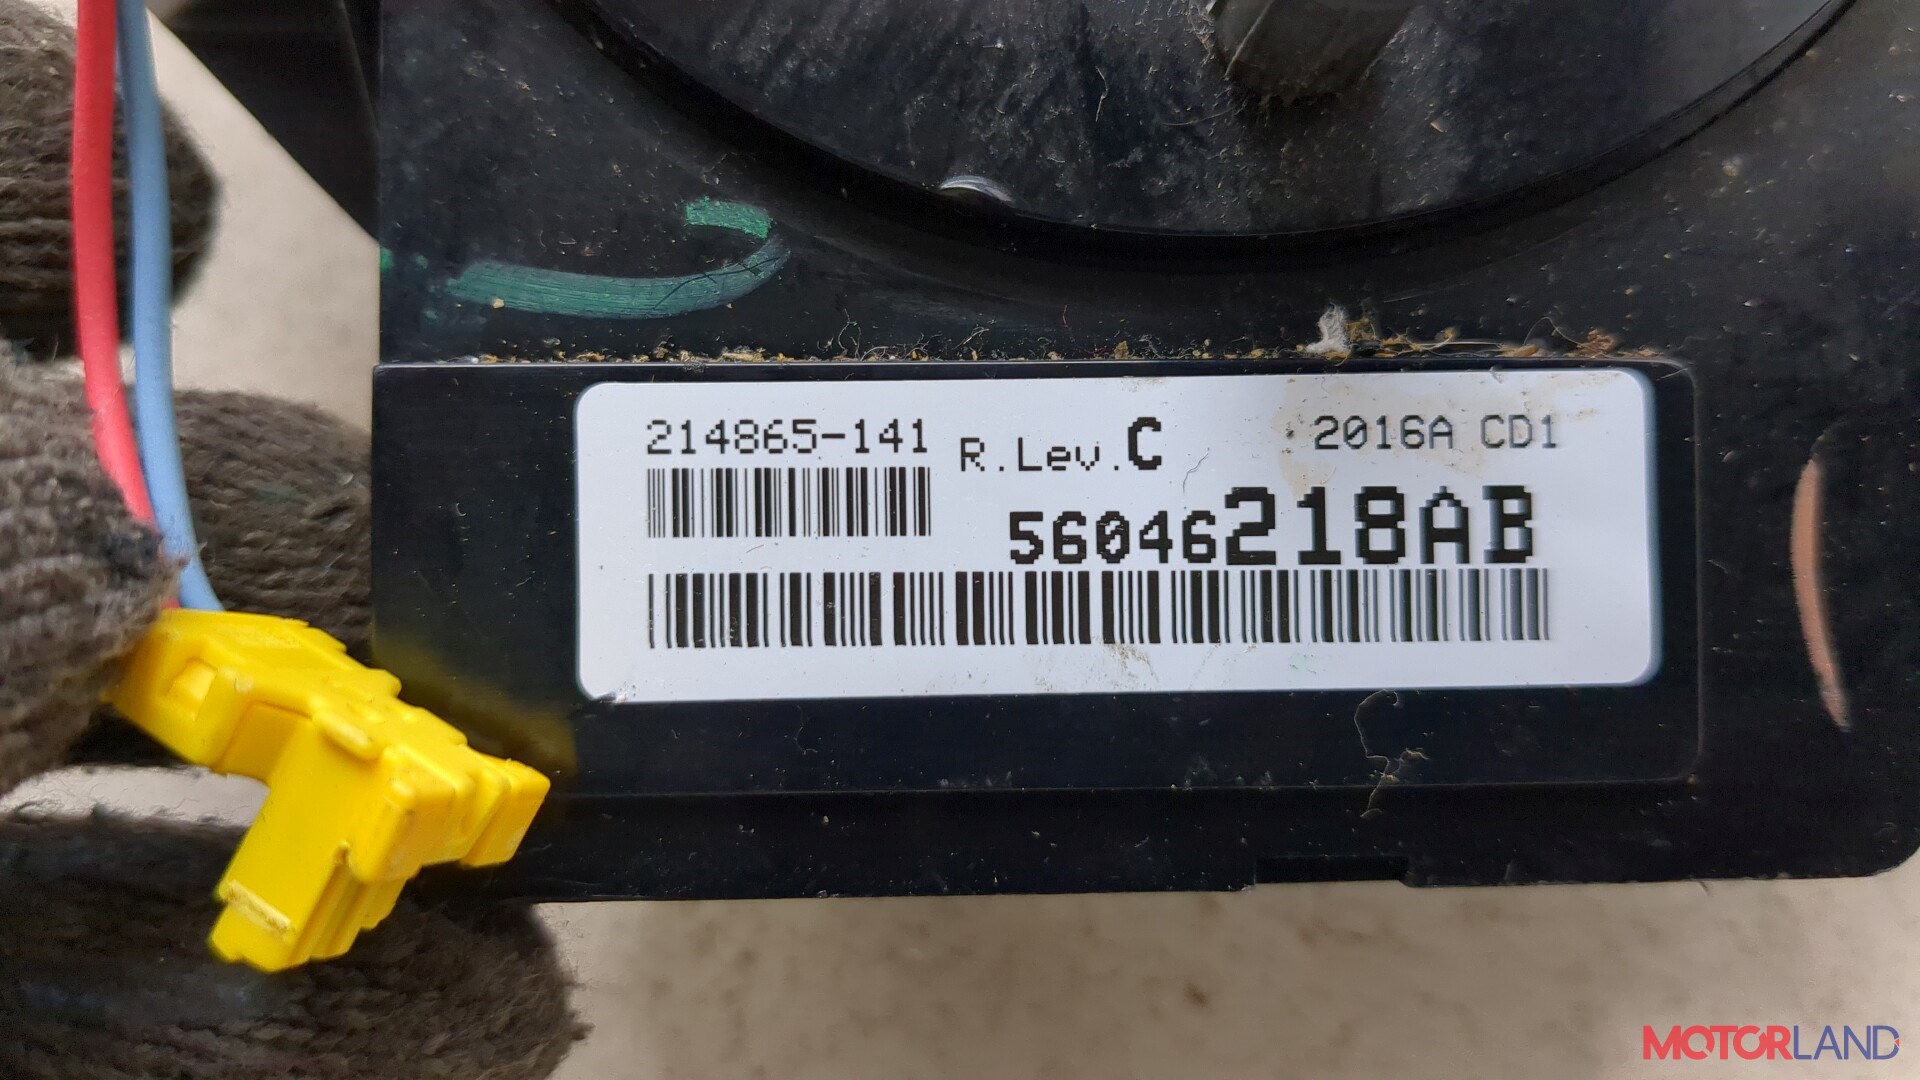 214865-141 R.Lev.C 2016A CD1
56046218AB
MOTORLAND